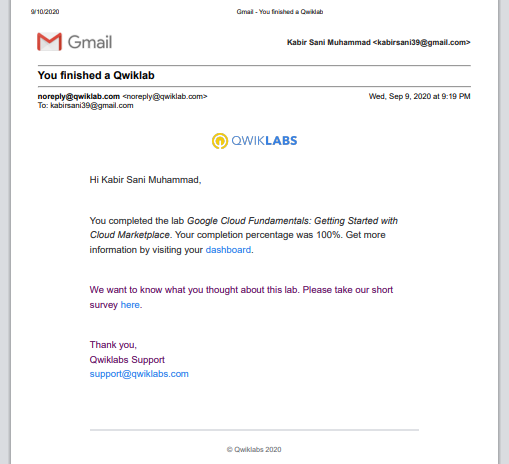 9/10/2020 Gmail - You finished a Qwiklab
Gmail Kabir Sani Muhammad <kabirsani39@gmail.com>
You finished a Qwiklab
noreply@qwiklab.com <noreply@qwiklab.com> Wed, Sep 9, 2020 at 9:19 PM
To: kabirsani39@gmail.com
QWIKLABS
Hi Kabir Sani Muhammad,
You completed the lab Google Cloud Fundamentals: Getting Started with
Cloud Marketplace. Your completion percentage was 100%. Get more
information by visiting your dashboard.
We want to know what you thought about this lab. Please take our short
survey here.
Thank you,
Qwiklabs Support
support@qwiklabs.com
© Qwiklabs 2020